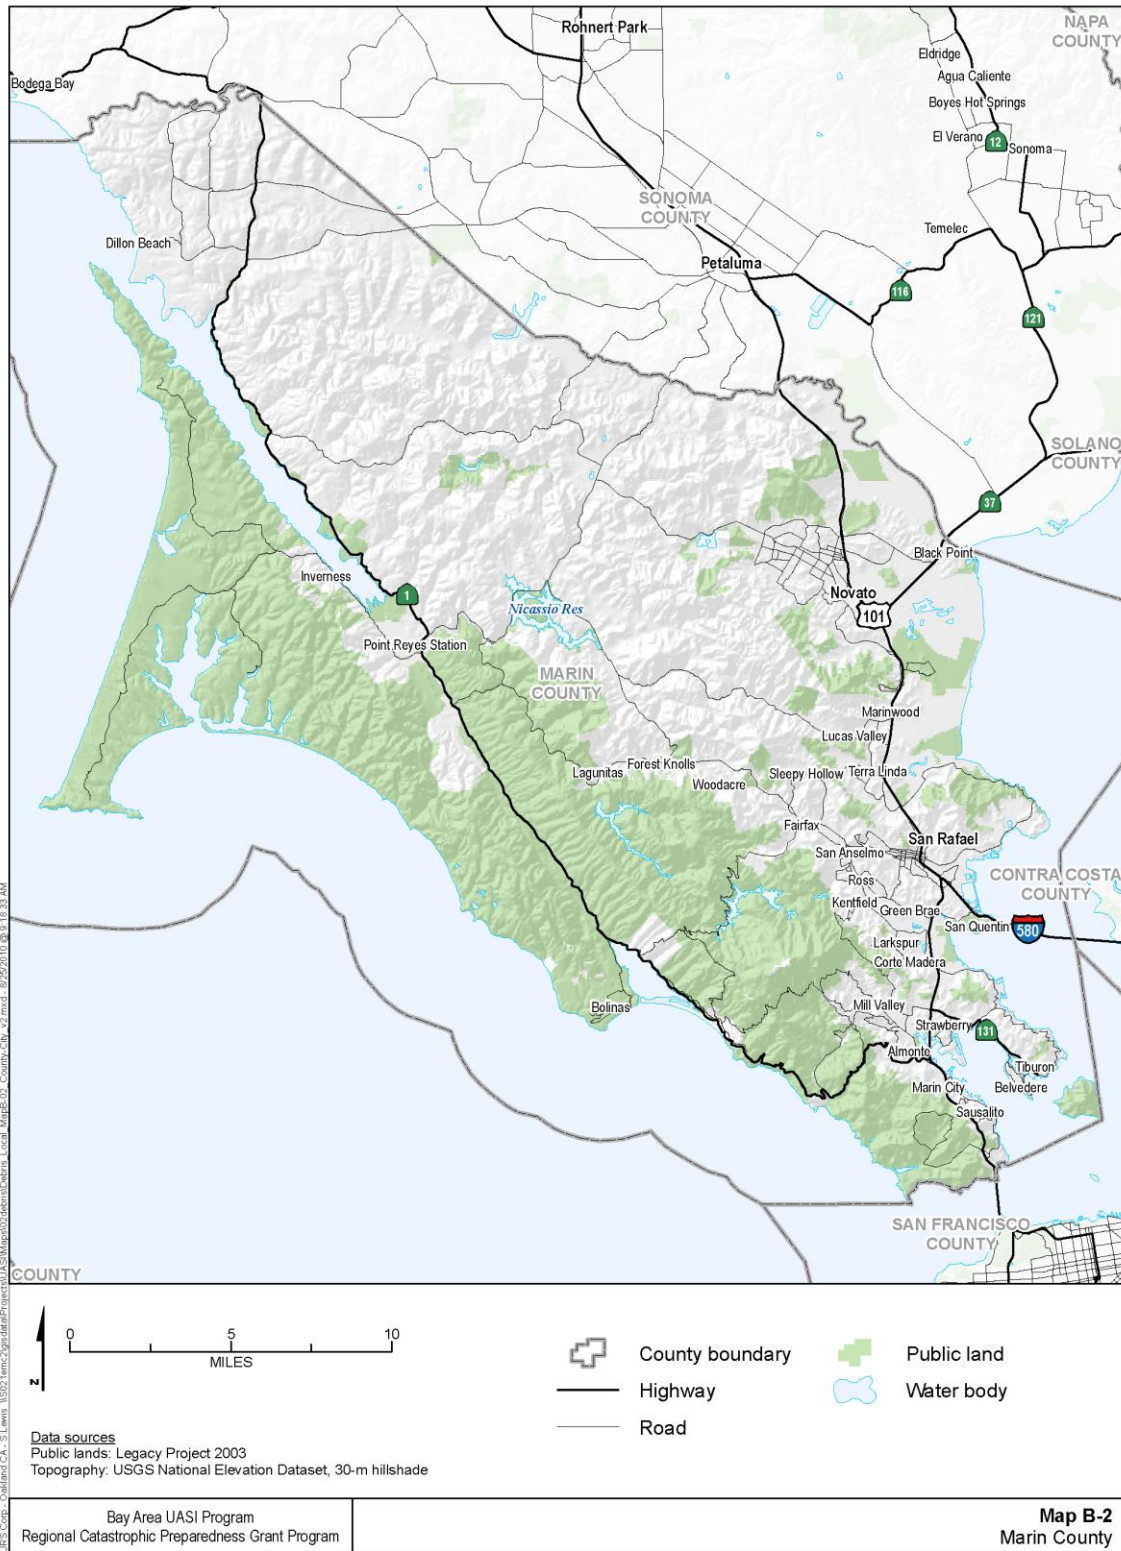 Rohnert Park
NAPA
COUNTY
Eldridge
Agua Caliente
Bodega Bay
Boyes Hot Springs
El Verano
12
Sonoma
SONOMA
COUNTY
Temelec
Dillon Beach
Petaluma
116
121
SOLANO
COUNTY
37
Black Point
Inverness
1
Novato
Nicassio Res
101
Point Reyes Station
MARIN
COUNTY
Marinwood
Lucas Valley
Forest Knolls
Lagunitas
Sleepy Hollow
Terra Linda
Woodacre
Fairfax
San Rafael
San Anselmo
CONTRA COSTA
COUNTY
Ross
Kentfield
Green Brae
San Quentin
580
Larkspur
Corte Madera
Bolinas
Mill Valley
Strawberry
131
Almonte
Tiburon
Marin City
Belvedere
Sausalito
SAN FRANCISCO
COUNTY
COUNTY
0 5 10
MILES
N
County boundary
Public land
Highway
Water body
Road
Data sources
Public lands: Legacy Project 2003
Topography: USGS National Elevation Dataset, 30-m hillshade
Bay Area UASI Program
Regional Catastrophic Preparedness Grant Program
Map B-2
Marin County